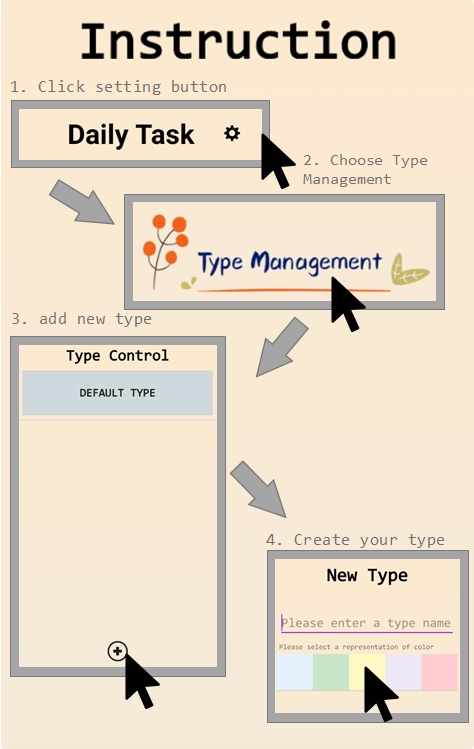 Instruction
1. Click setting button
Daily Task
2. Choose Type
Management
Type Management
3. add new type
Type Control
DEFAULT TYPE
4. Create your type
New Type
Please enter a type name
Please select a representation of color